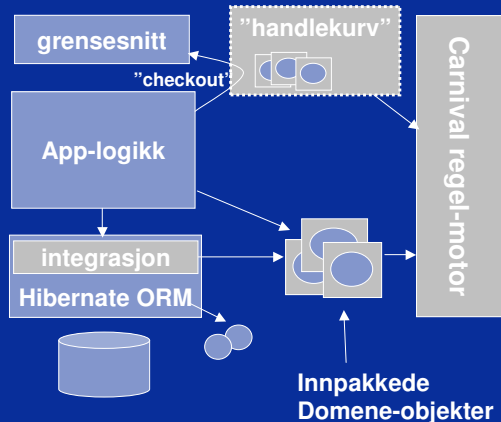 grensesnitt
"handlekurv"
"checkout"
App-logikk
Carnival regel-motor
integrasjon
Hibernate ORM
Innpakkede
Domene-objekter